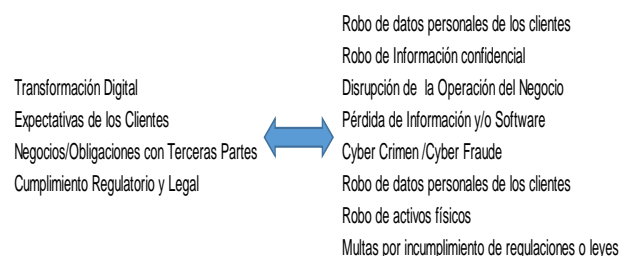 Transformación Digital
Expectativas de los Clientes
Negocios/Obligaciones con Terceras Partes
Cumplimiento Regulatorio y Legal
Robo de datos personales de los clientes
Robo de Información confidencial
Disrupción de la Operación del Negocio
Pérdida de Información y/o Software
Cyber Crimen /Cyber Fraude
Robo de datos personales de los clientes
Robo de activos físicos
Multas por incumplimiento de regulaciones o leyes